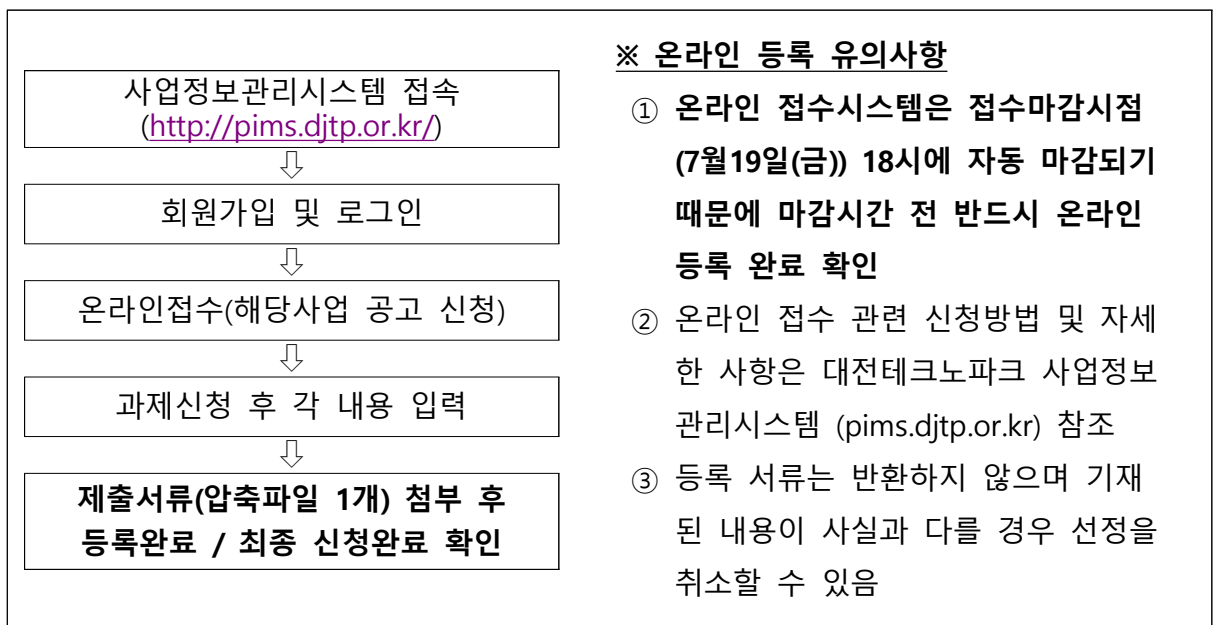 사업정보관리시스템 접속
(http://pims.djtp.or.kr/)
회원가입 및 로그인
온라인접수(해당사업 공고 신청)
과제신청 후 각 내용 입력
제출서류(압축파일 1개) 첨부 후
등록완료 / 최종 신청완료 확인
※ 온라인 등록 유의사항
① 온라인 접수시스템은 접수마감시점
(7월19일(금)) 18시에 자동 마감되기
때문에 마감시간 전 반드시 온라인
등록 완료 확인
② 온라인 접수 관련 신청방법 및 자세
한 사항은 대전테크노파크 사업정보
관리시스템 (pims.djtp.or.kr) 참조
③ 등록 서류는 반환하지 않으며 기재
된 내용이 사실과 다를 경우 선정을
취소할 수 있음